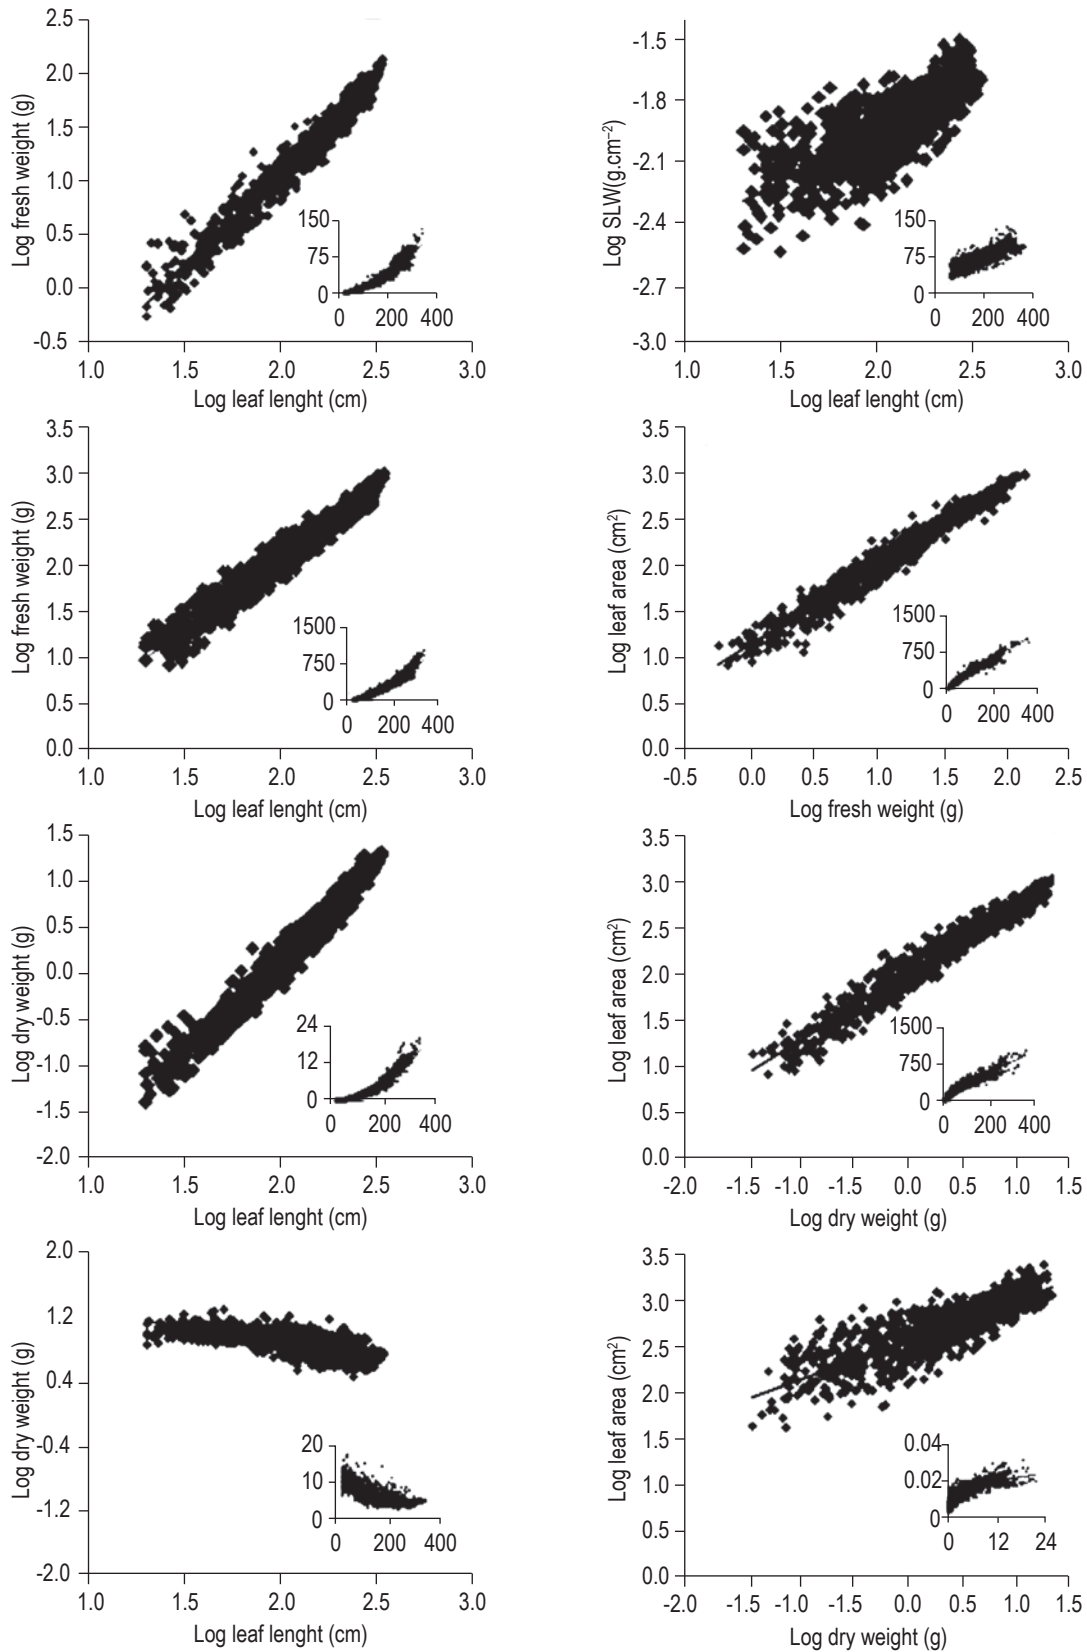 2.5
2.0
1.5
1.0
0.5
0.0
-0.5
Log fresh weight (g)
150
75
0
0 200 400
1.0 1.5 2.0 2.5 3.0
Log leaf lenght (cm)
-1.5
-1.8
-2.1
-2.4
-2.7
-3.0
Log SLW(g.cm⁻²)
150
75
0
0 200 400
1.0 1.5 2.0 2.5 3.0
Log leaf lenght (cm)
3.5
3.0
2.5
2.0
1.5
1.0
0.5
0.0
Log fresh weight (g)
1500
750
0
0 200 400
1.0 1.5 2.0 2.5 3.0
Log leaf lenght (cm)
3.5
3.0
2.5
2.0
1.5
1.0
0.5
0.0
Log leaf area (cm²)
1500
750
0
0 200 400
-0.5 0.0 0.5 1.0 1.5 2.0 2.5
Log fresh weight (g)
1.5
1.0
0.5
0.0
-0.5
-1.0
-1.5
-2.0
Log dry weight (g)
24
12
0
0 200 400
1.0 1.5 2.0 2.5 3.0
Log leaf lenght (cm)
3.5
3.0
2.5
2.0
1.5
1.0
0.5
0.0
Log leaf area (cm²)
1500
750
0
0 200 400
-2.0 -1.5 -1.0 -1.5 0.0 0.5 1.0 1.5
Log dry weight (g)
2.0
1.2
0.4
-0.4
-1.2
-2.0
Log dry weight (g)
20
10
0
0 200 400
1.0 1.5 2.0 2.5 3.0
Log leaf lenght (cm)
3.5
3.0
2.5
2.0
1.5
1.0
0.5
0.0
Log leaf area (cm²)
0.04
0.02
0
0 12 24
-2.0 -1.5 -1.0 -1.5 0.0 0.5 1.0 1.5
Log dry weight (g)